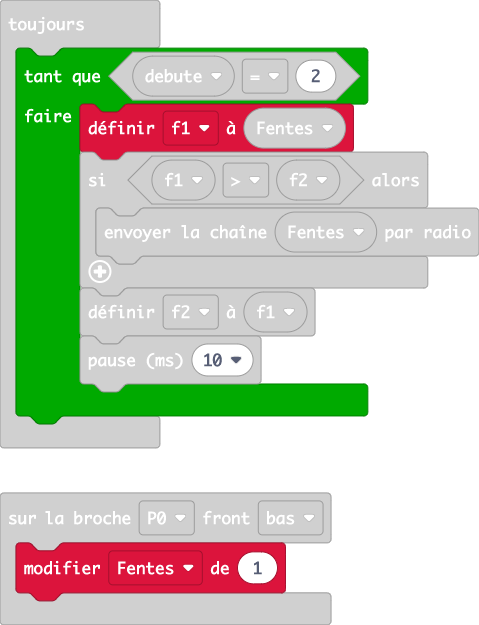 toujours
tant que debute = 2
faire
définir f1 à Fentes
si f1 > f2 alors
envoyer la chaîne Fentes par radio
définir f2 à f1
pause (ms) 10
sur la broche P0 front bas
modifier Fentes de 1